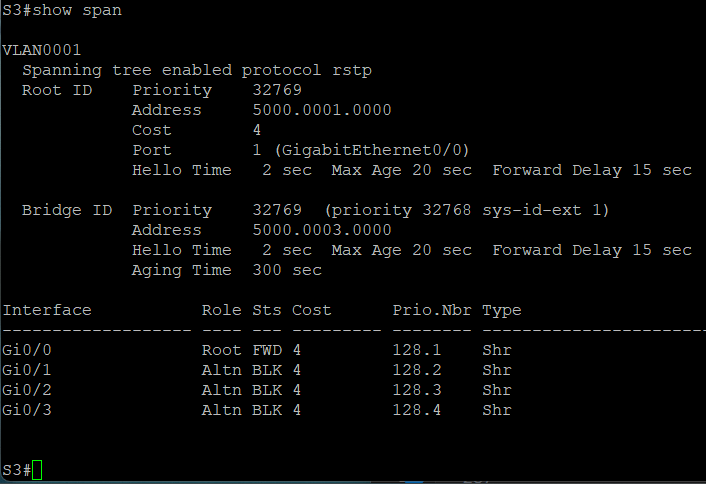 S3#show span
VLAN0001
  Spanning tree enabled protocol rstp
  Root ID    Priority    32769
             Address     5000.0001.0000
             Cost        4
             Port        1 (GigabitEthernet0/0)
             Hello Time   2 sec  Max Age 20 sec  Forward Delay 15 sec
  Bridge ID  Priority    32769  (priority 32768 sys-id-ext 1)
             Address     5000.0003.0000
             Hello Time   2 sec  Max Age 20 sec  Forward Delay 15 sec
             Aging Time  300 sec
Interface           Role Sts Cost      Prio.Nbr Type
------------------- ---- --- --------- -------- -----------------------
Gi0/0               Root FWD 4         128.1    Shr
Gi0/1               Altn BLK 4         128.2    Shr
Gi0/2               Altn BLK 4         128.3    Shr
Gi0/3               Altn BLK 4         128.4    Shr
S3#